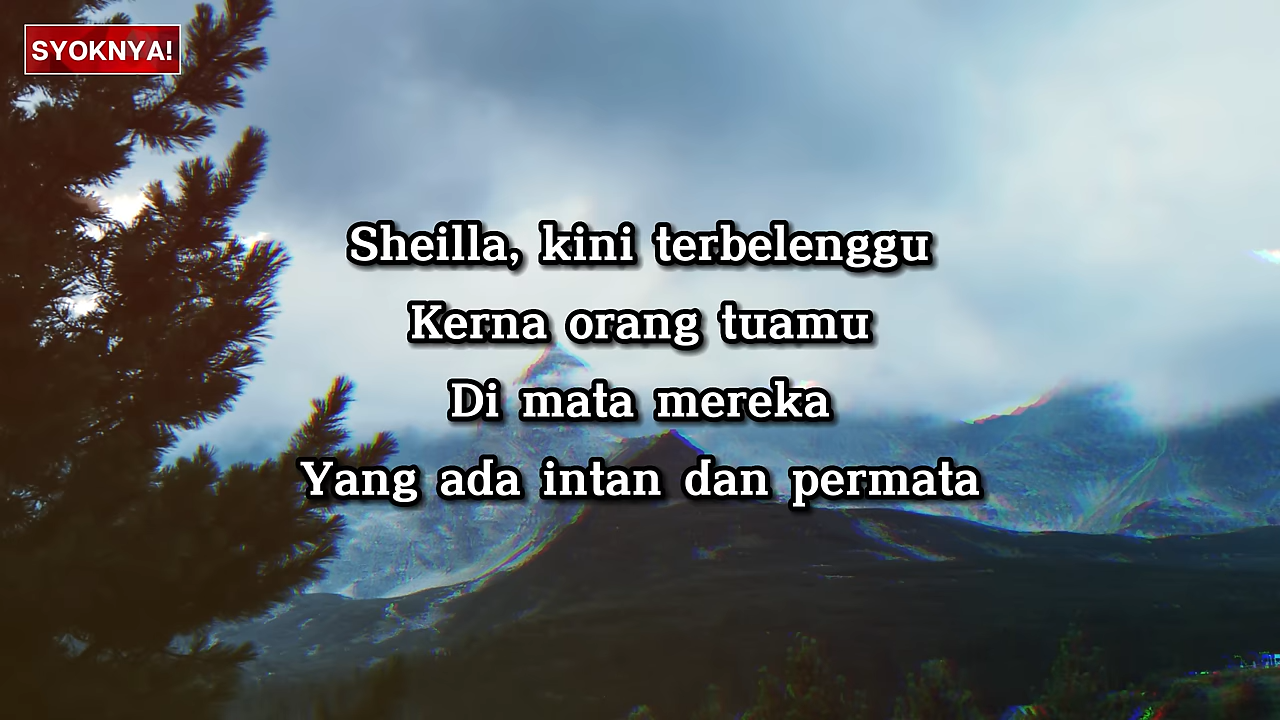 SYOKNYA!
Sheilla, kini terbelenggu
Kerna orang tuamu
Di mata mereka
Yang ada intan dan permata